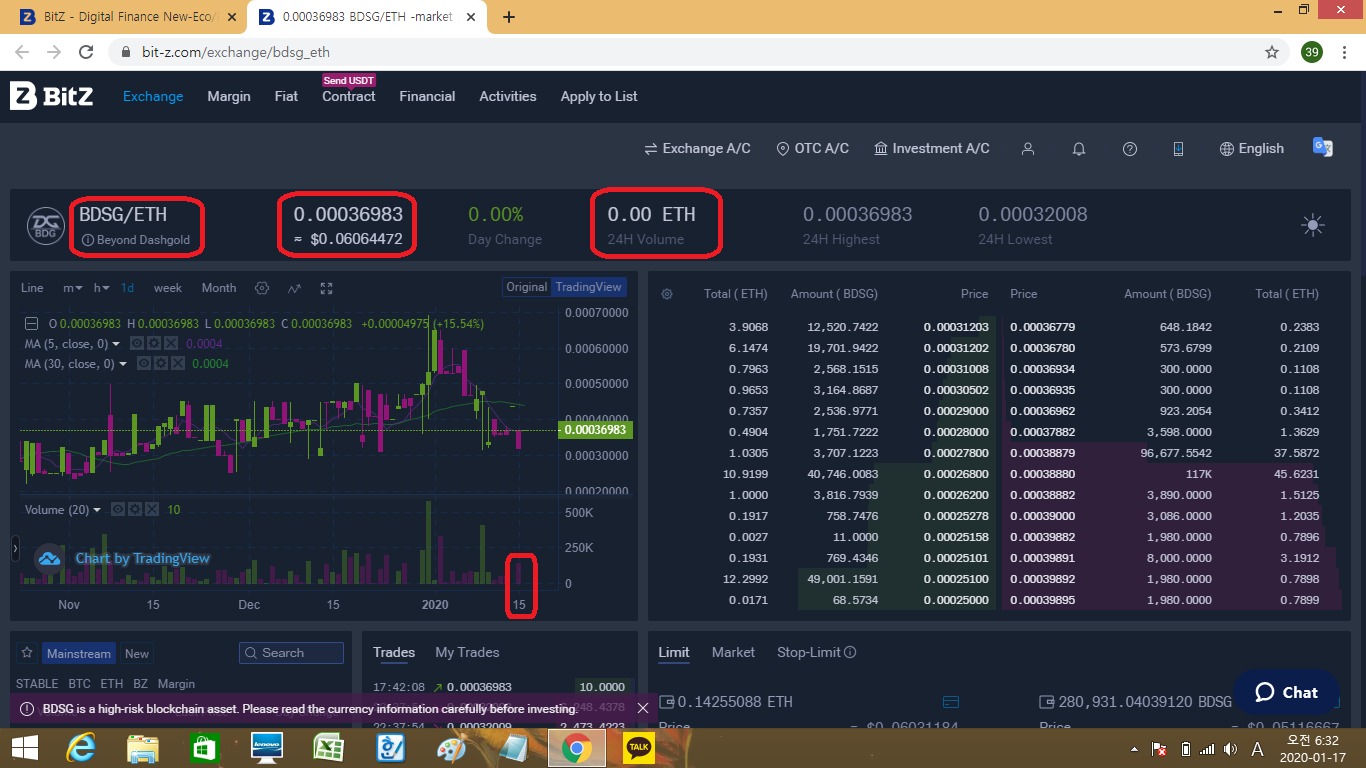 BitZ - Digital Finance New-Eco/
0.00036983 BDSG/ETH -market
bit-z.com/exchange/bdsg_eth
39
BitZ
Exchange
Margin
Fiat
Send USDT
Contract
Financial
Activities
Apply to List
Exchange A/C
OTC A/C
Investment A/C
English
BDG
BDSG/ETH
Beyond Dashgold
0.00036983
≈ $0.06064472
0.00%
Day Change
0.00 ETH
24H Volume
0.00036983
24H Highest
0.00032008
24H Lowest
Line m h 1d week Month
Original TradingView
O 0.00036983 H 0.00036983 L 0.00036983 C 0.00036983 +0.00004975 (+15.54%)
MA (5, close, 0) 0.0004
MA (30, close, 0) 0.0004
0.00070000
0.00060000
0.00050000
0.00040000
0.00036983
0.00030000
0.00020000
Volume (20) 10
500K
250K
0
Chart by TradingView
Nov 15 Dec 15 2020 15
Total ( ETH) Amount ( BDSG) Price Price Amount ( BDSG) Total ( ETH)
3.9068 12,520.7422 0.00031203 0.00036779 648.1842 0.2383
6.1474 19,701.9422 0.00031202 0.00036780 573.6799 0.2109
0.7963 2,568.1515 0.00031008 0.00036934 300.0000 0.1108
0.9653 3,164.8687 0.00030502 0.00036935 300.0000 0.1108
0.7357 2,536.9771 0.00029000 0.00036962 923.2054 0.3412
0.4904 1,751.7222 0.00028000 0.00037882 3,598.0000 1.3629
1.0305 3,707.1223 0.00027800 0.00038879 96,677.5542 37.5872
10.9199 40,746.0083 0.00026800 0.00038880 117K 45.6231
1.0000 3,816.7939 0.00026200 0.00038882 3,890.0000 1.5125
0.1917 758.7476 0.00025278 0.00039000 3,086.0000 1.2035
0.0027 11.0000 0.00025158 0.00039882 1,980.0000 0.7896
0.1931 769.4346 0.00025101 0.00039891 8,000.0000 3.1912
12.2992 49,001.1591 0.00025100 0.00039892 1,980.0000 0.7898
0.0171 68.5734 0.00025000 0.00039895 1,980.0000 0.7899
Mainstream New
Search
STABLE BTC ETH BZ Margin
Trades My Trades
17:42:08 0.00036983 10.0000
22:37:54 0.00032009 2,473.4223
Limit Market Stop-Limit
0.14255088 ETH
280,931.04039190 BDSG
Price ≈ $0.06031184
Price ≈ $0.05116667
BDSG is a high-risk blockchain asset. Please read the currency information carefully before investing.
Chat
lenovo
TALK
A
오전 6:32
2020-01-17